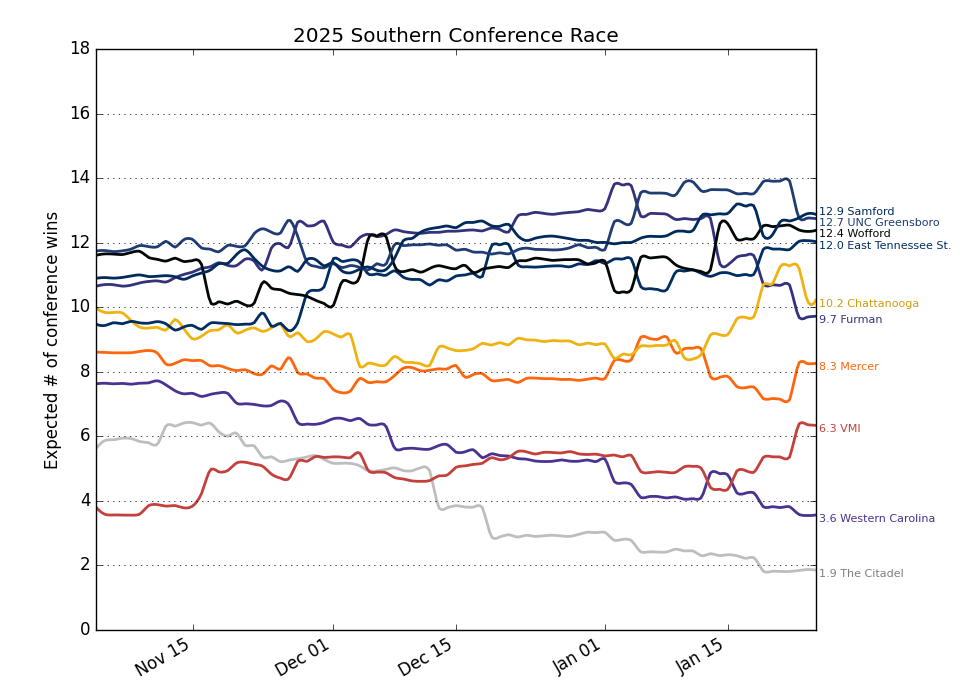 2025 Southern Conference Race
Expected # of conference wins
18
16
14
12
10
8
6
4
2
0
Nov 15
Dec 01
Dec 15
Jan 01
Jan 15
12.9 Samford
12.7 UNC Greensboro
12.4 Wofford
12.0 East Tennessee St.
10.2 Chattanooga
9.7 Furman
8.3 Mercer
6.3 VMI
3.6 Western Carolina
1.9 The Citadel